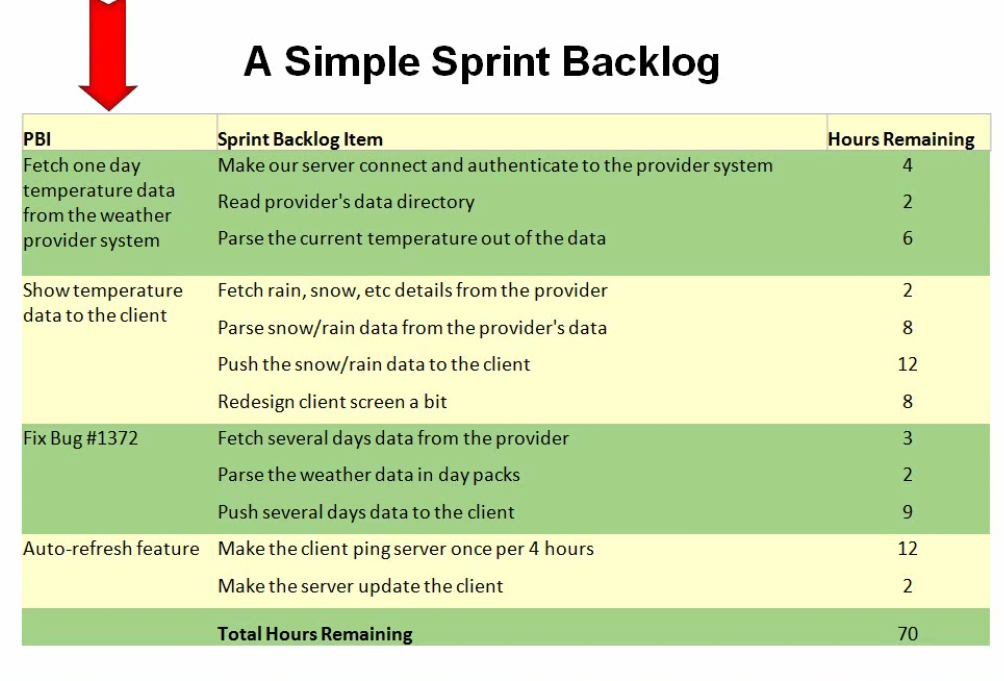 A Simple Sprint Backlog
PBI Sprint Backlog Item Hours Remaining
Fetch one day temperature data from the weather provider system
Make our server connect and authenticate to the provider system 4
Read provider's data directory 2
Parse the current temperature out of the data 6
Show temperature data to the client
Fetch rain, snow, etc details from the provider 2
Parse snow/rain data from the provider's data 8
Push the snow/rain data to the client 12
Redesign client screen a bit 8
Fix Bug #1372
Fetch several days data from the provider 3
Parse the weather data in day packs 2
Push several days data to the client 9
Auto-refresh feature
Make the client ping server once per 4 hours 12
Make the server update the client 2
Total Hours Remaining 70